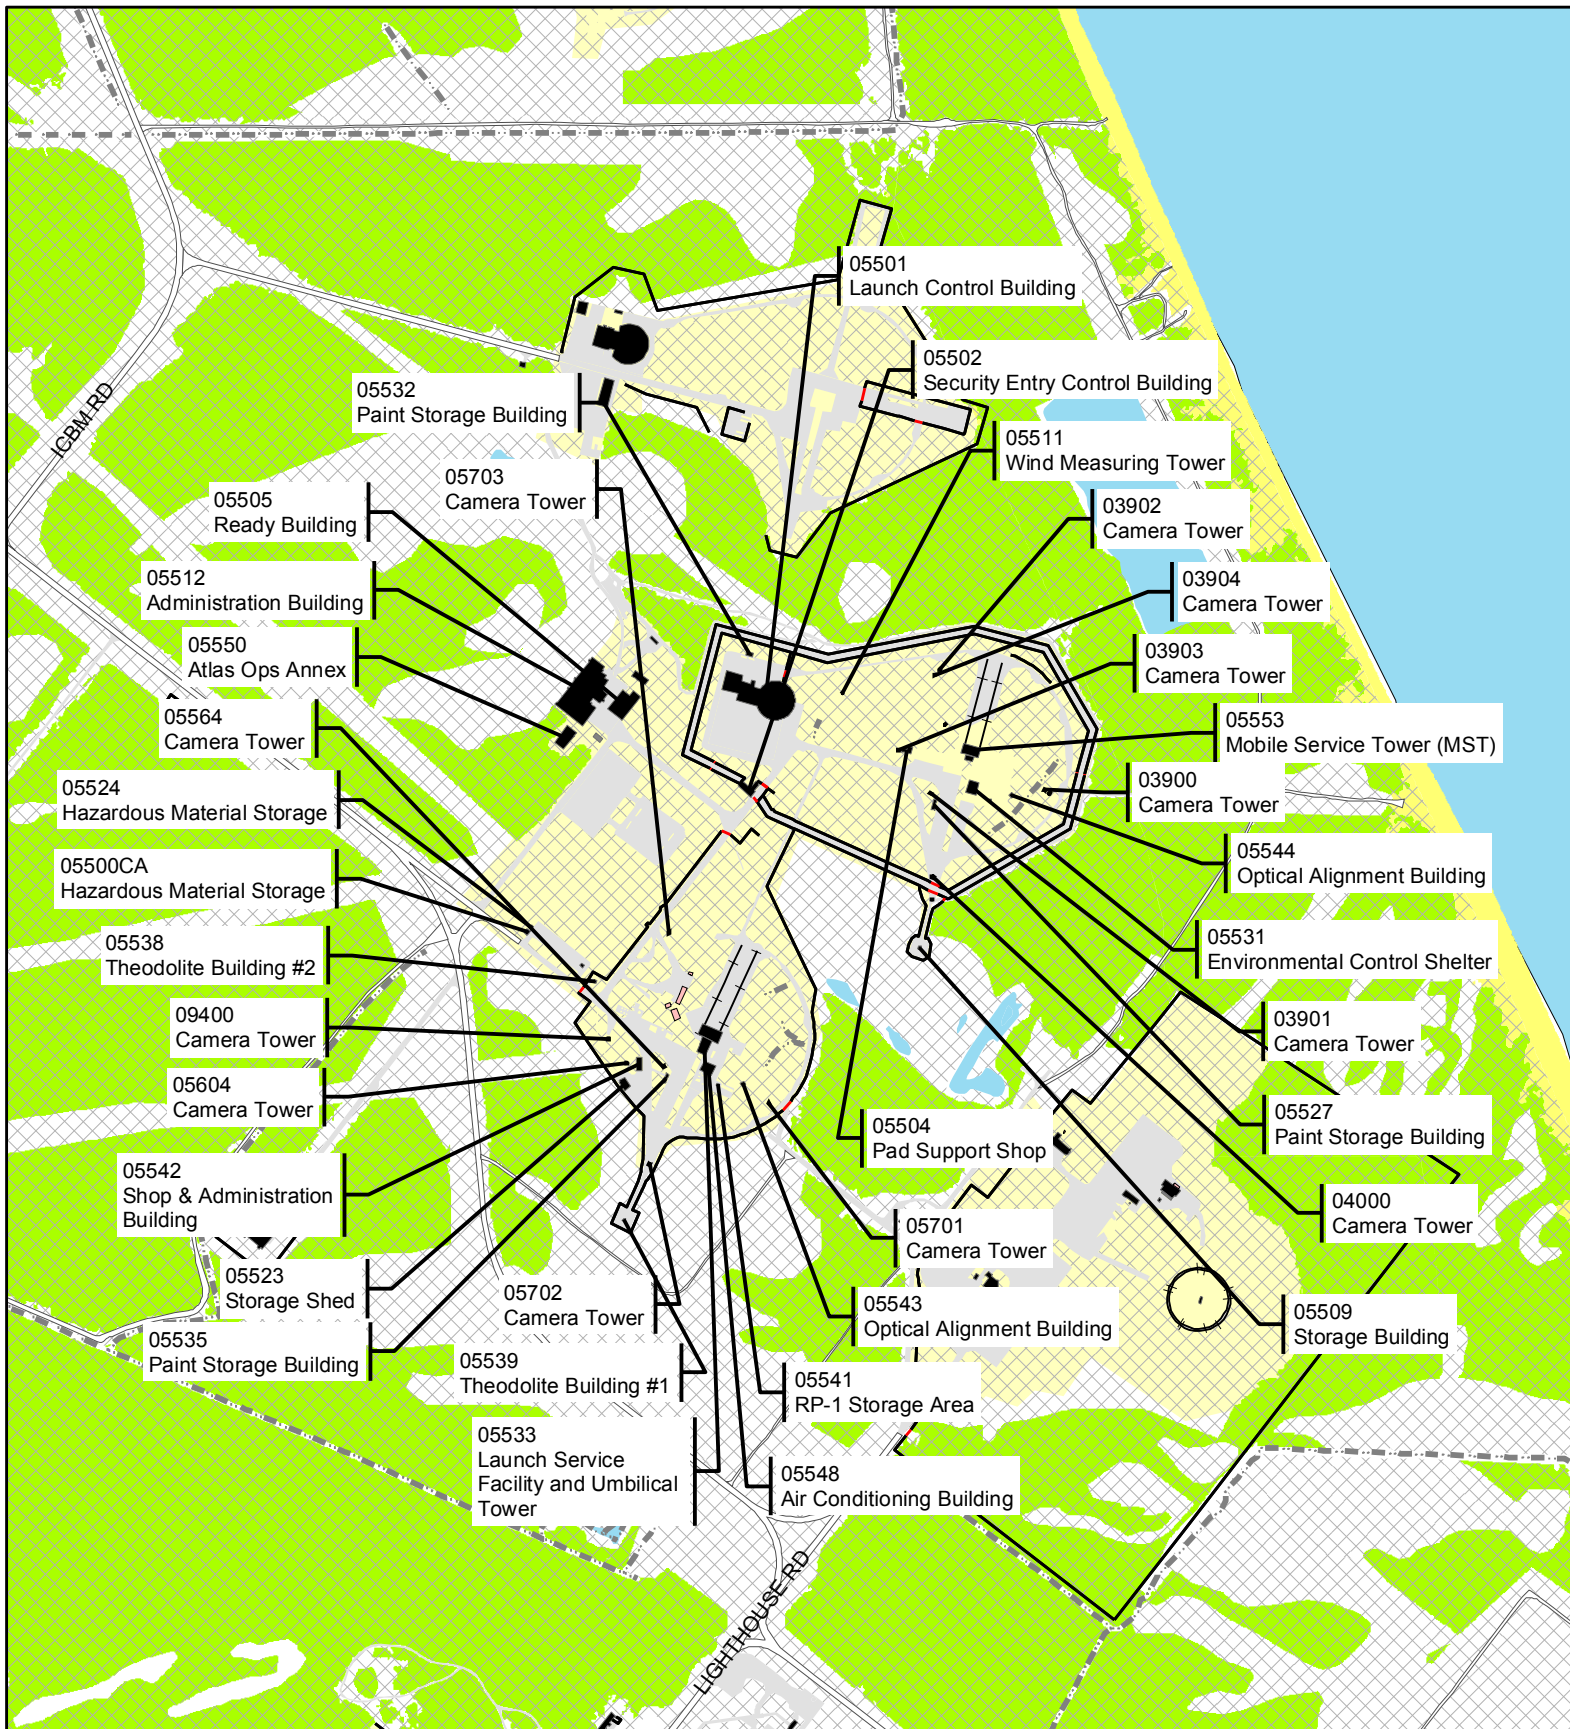 05501
Launch Control Building
05502
Security Entry Control Building
05532
Paint Storage Building
ICBM RD
05511
Wind Measuring Tower
05703
Camera Tower
05505
Ready Building
03902
Camera Tower
05512
Administration Building
03904
Camera Tower
05550
Atlas Ops Annex
03903
Camera Tower
05564
Camera Tower
05553
Mobile Service Tower (MST)
05524
Hazardous Material Storage
03900
Camera Tower
05500CA
Hazardous Material Storage
05544
Optical Alignment Building
05538
Theodolite Building #2
05531
Environmental Control Shelter
09400
Camera Tower
03901
Camera Tower
05604
Camera Tower
05504
Pad Support Shop
05527
Paint Storage Building
05542
Shop & Administration
Building
04000
Camera Tower
05701
Camera Tower
05523
Storage Shed
05702
Camera Tower
05543
Optical Alignment Building
05509
Storage Building
05535
Paint Storage Building
05539
Theodolite Building #1
05541
RP-1 Storage Area
05533
Launch Service
Facility and Umbilical
Tower
05548
Air Conditioning Building
LIGHTHOUSE RD